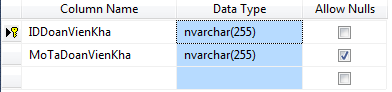 Column Name Data Type Allow Nulls
IDDoanVienKha nvarchar(255)
MoTaDoanVienKha nvarchar(255)